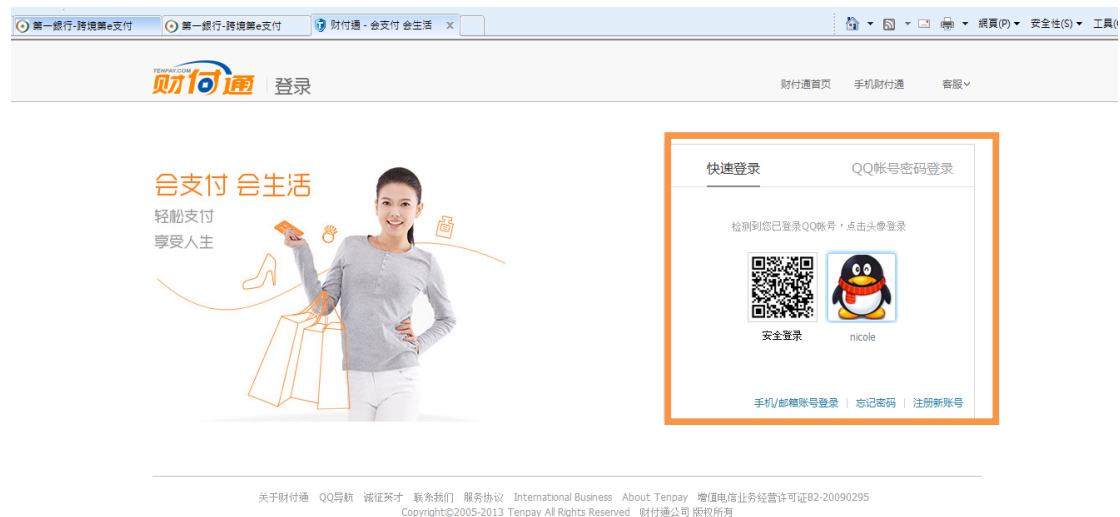 第一銀行-跨境第e支付
第一銀行-跨境第e支付
财付通 - 会支付 会生活
x
網頁(P)
安全性(S)
工具(
TENPAY.COM
财付通
登录
财付通首页
手机财付通
客服
会支付 会生活
轻松支付
享受人生
快速登录
QQ帐号密码登录
检测到您已登录QQ帐号，点击头像登录
安全登录
nicole
手机/邮箱账号登录 | 忘记密码 | 注册新账号
关于财付通 QQ导航 诚征英才 联系我们 服务协议 International Business About Tenpay 增值电信业务经营许可证B2-20090295
Copyright©2005-2013 Tenpay All Rights Reserved 财付通公司 版权所有